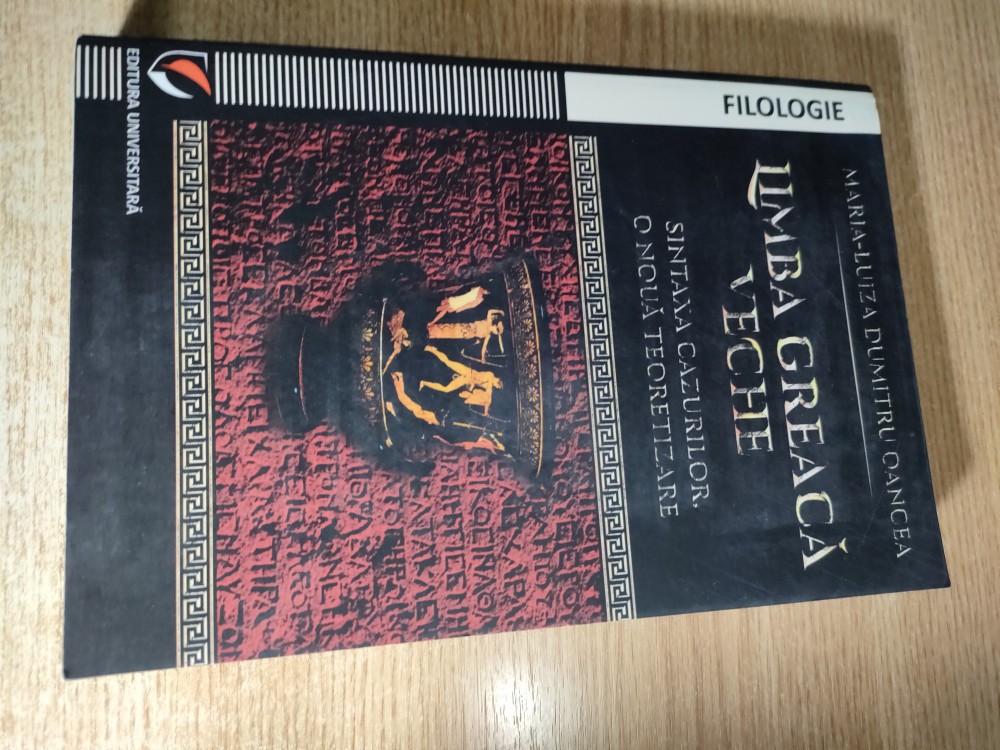 FILOLOGIE
MARIA-LUIZA DUMITRU OANCEA
LIMBA GREACĂ
VECHE
SINTAXA CAZURILOR.
O NOUĂ TEORETIZARE
EDITURA UNIVERSITARĂ